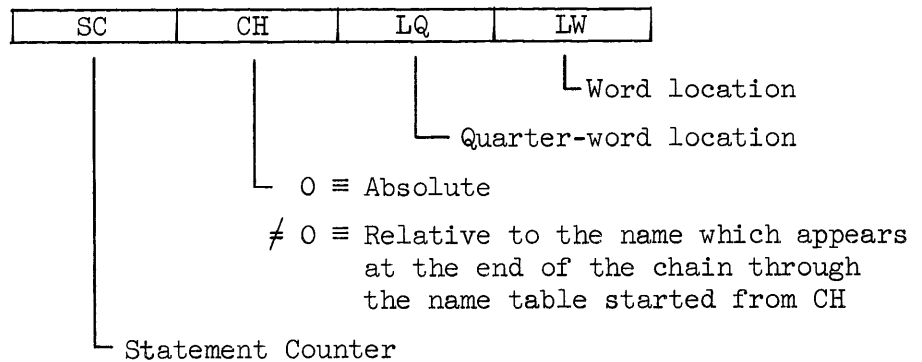 SC CH LQ LW
Word location
Quarter-word location
0 ≡ Absolute
≠ 0 ≡ Relative to the name which appears
at the end of the chain through
the name table started from CH
Statement Counter